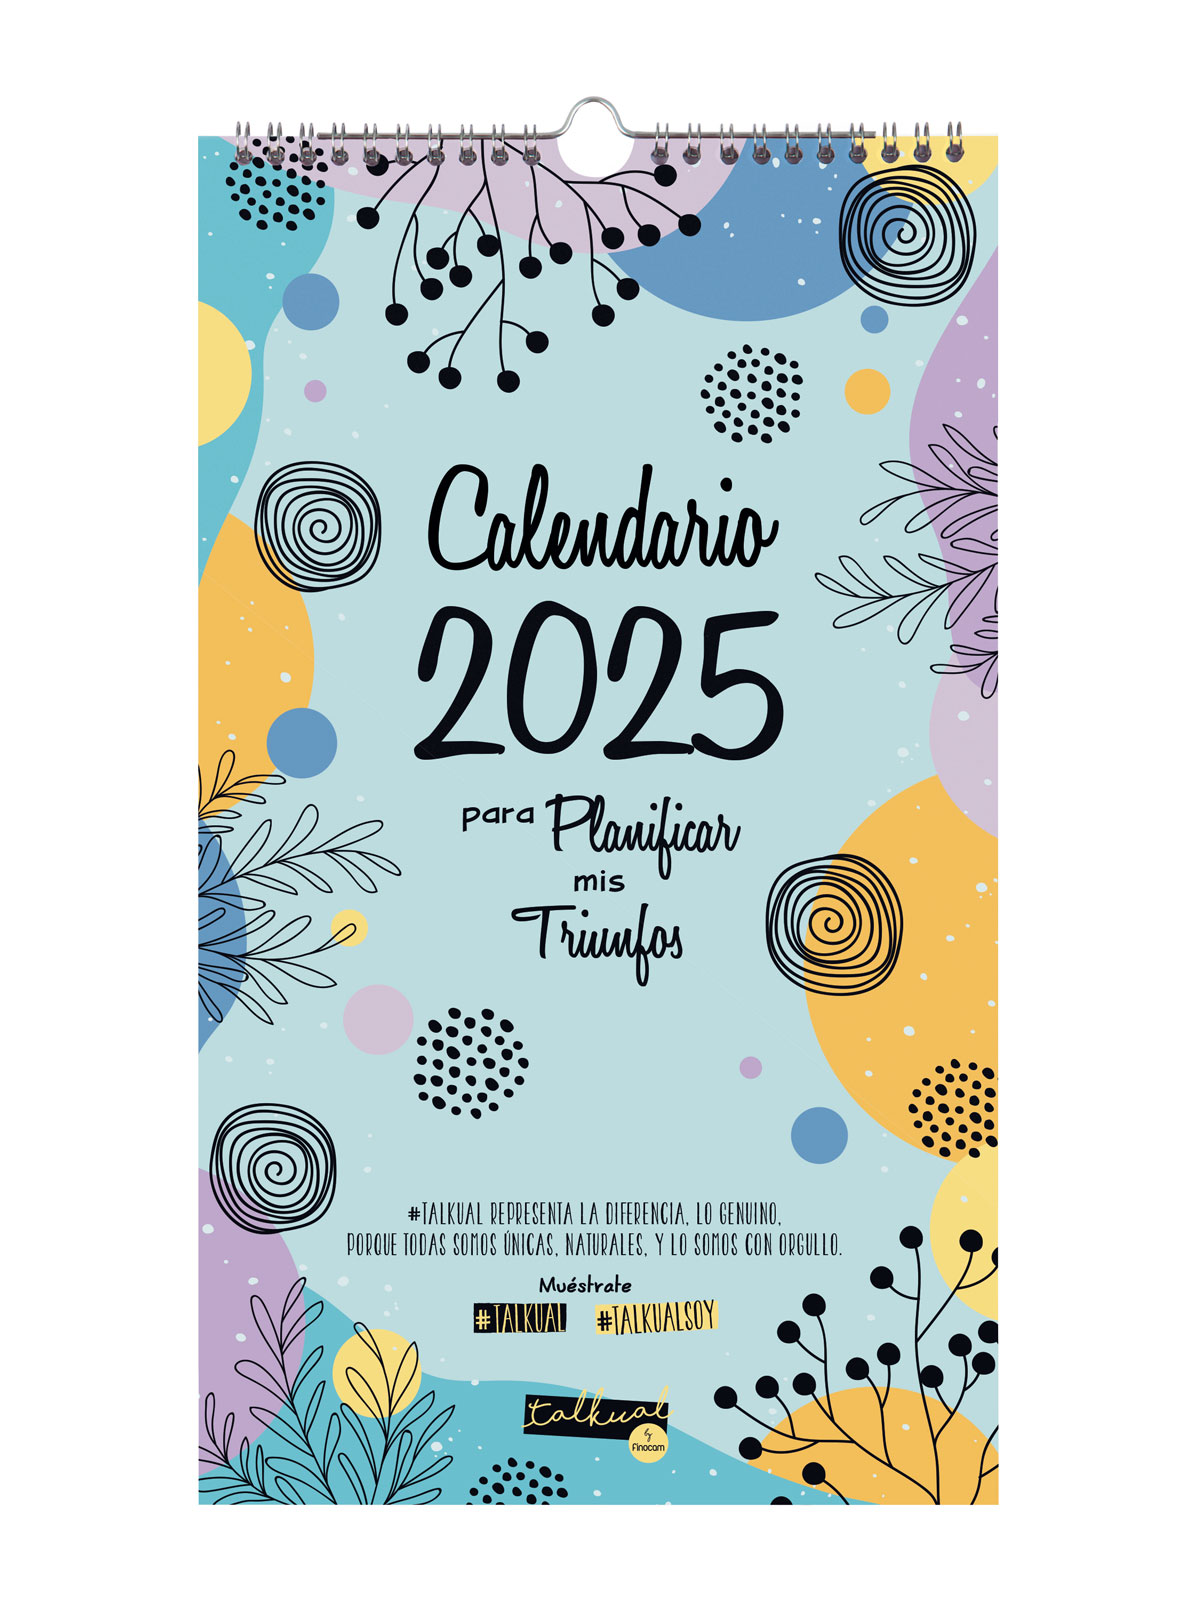 Calendario
2025
para Planificar
mis
Triunfos
#TALKUAL REPRESENTA LA DIFERENCIA, LO GENUINO,
PORQUE TODAS SOMOS ÚNICAS, NATURALES, Y LO SOMOS CON ORGULLO.
Muéstrate
#TALKUAL #TALKUALSOY
talkual
by
finocam